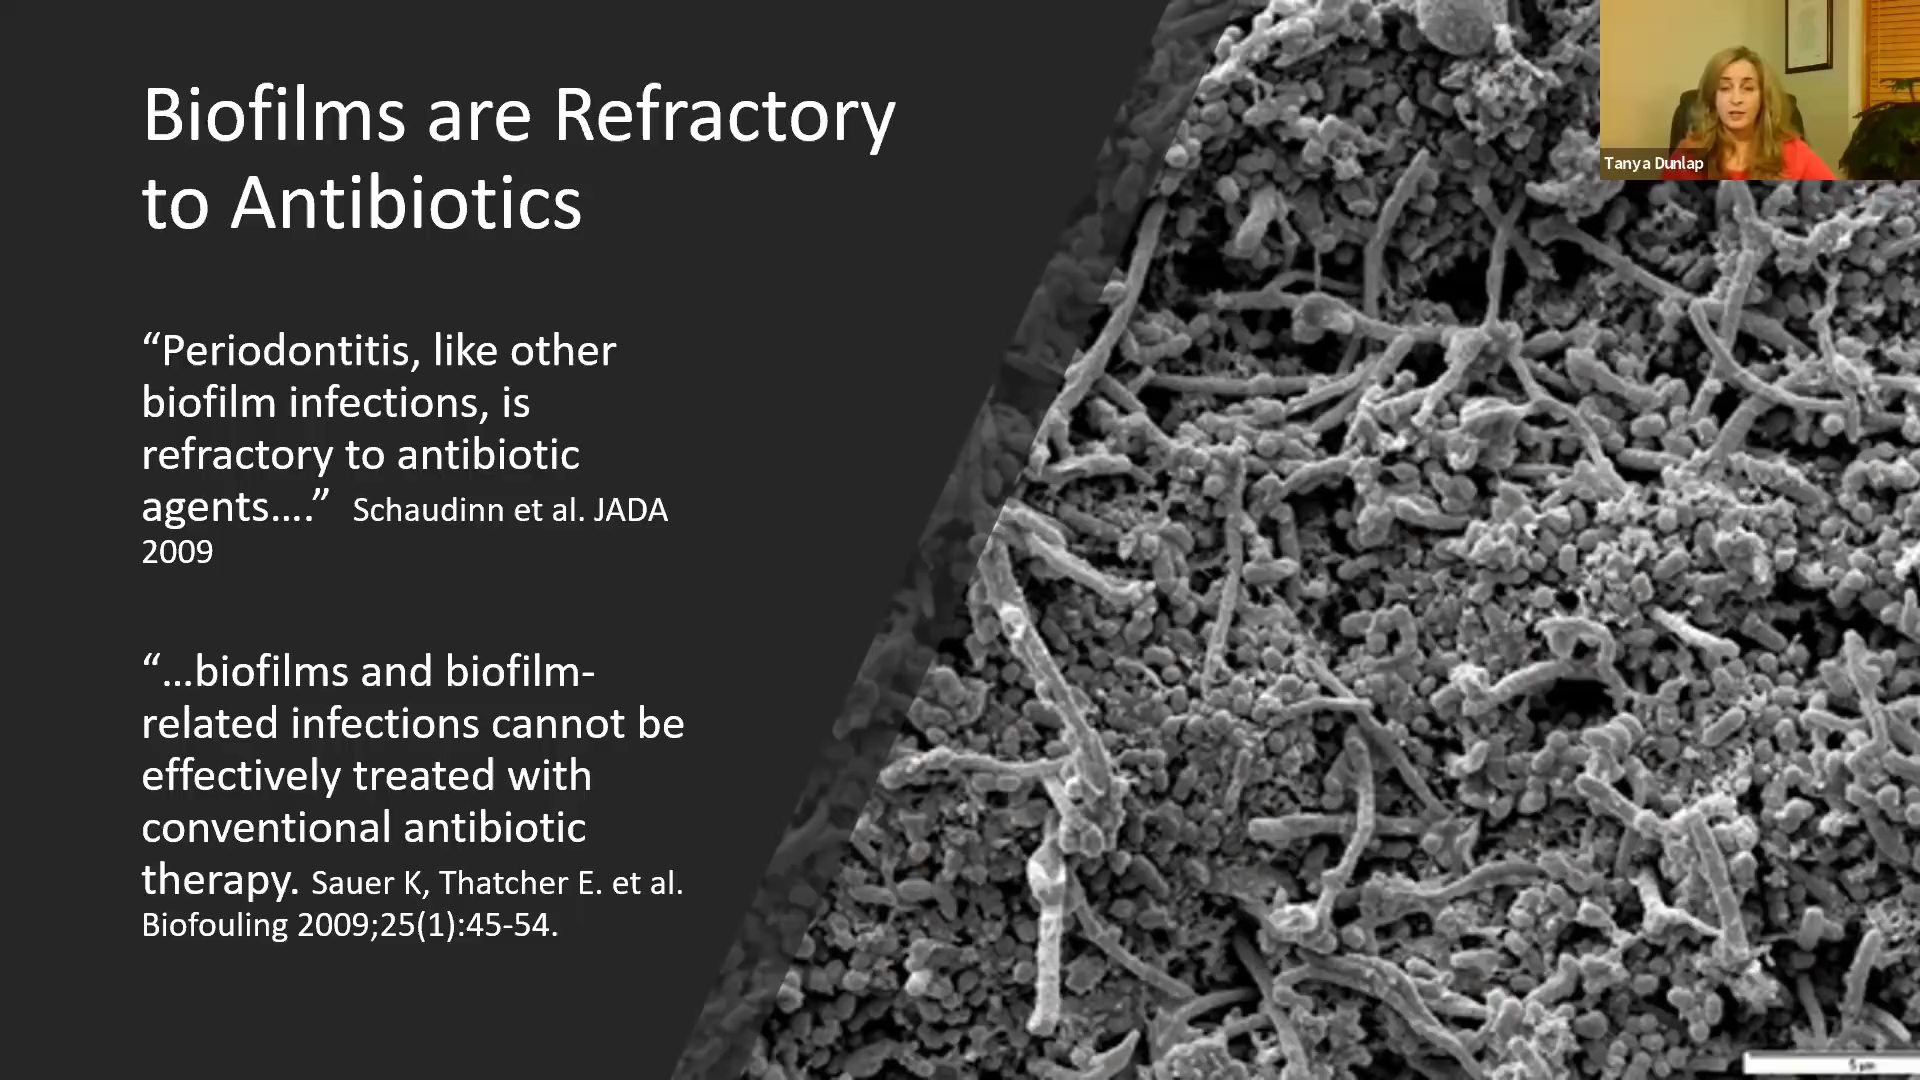 Biofilms are Refractory
to Antibiotics
“Periodontitis, like other
biofilm infections, is
refractory to antibiotic
agents….” Schaudinn et al. JADA
2009
“…biofilms and biofilm-
related infections cannot be
effectively treated with
conventional antibiotic
therapy. Sauer K, Thatcher E. et al.
Biofouling 2009;25(1):45-54.
Tanya Dunlap
5 µm